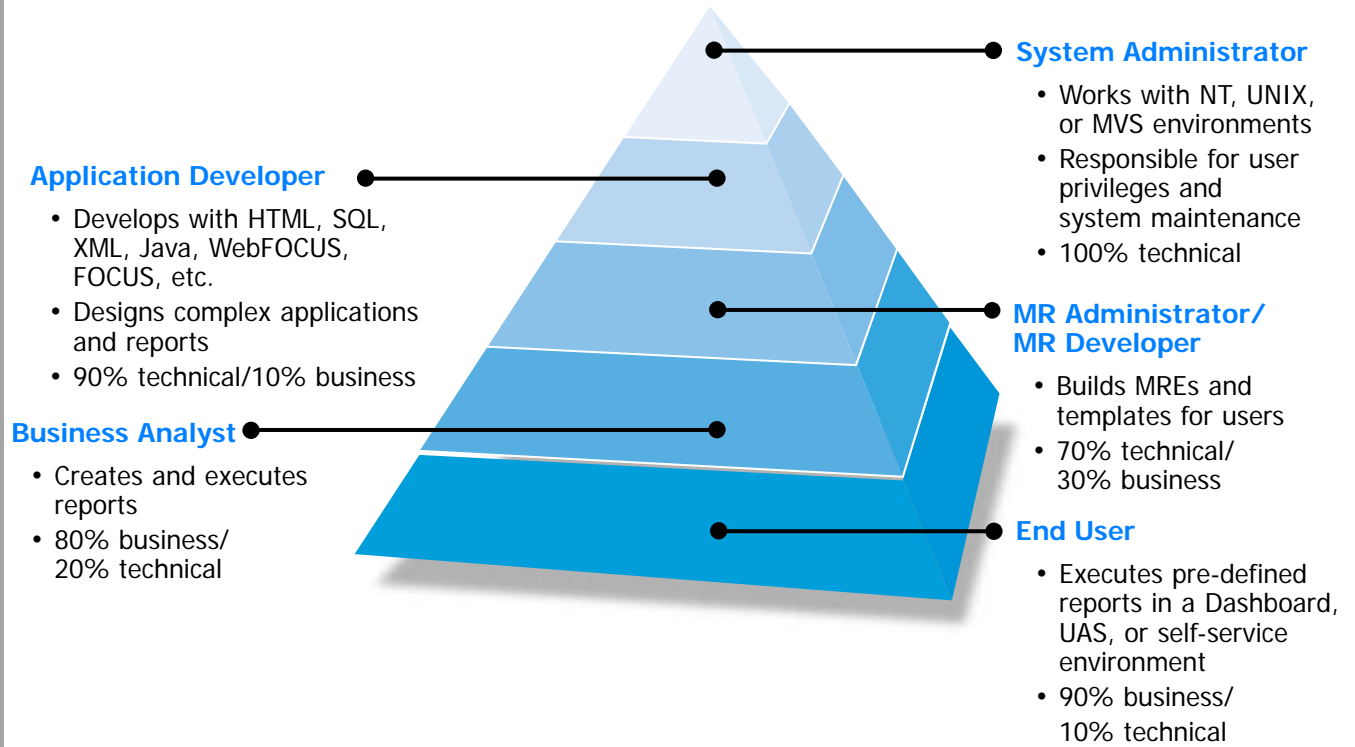 System Administrator
• Works with NT, UNIX,
or MVS environments
• Responsible for user
privileges and
system maintenance
• 100% technical
Application Developer
• Develops with HTML, SQL,
XML, Java, WebFOCUS,
FOCUS, etc.
• Designs complex applications
and reports
• 90% technical/10% business
MR Administrator/
MR Developer
• Builds MREs and
templates for users
• 70% technical/
30% business
Business Analyst
• Creates and executes
reports
• 80% business/
20% technical
End User
• Executes pre-defined
reports in a Dashboard,
UAS, or self-service
environment
• 90% business/
10% technical